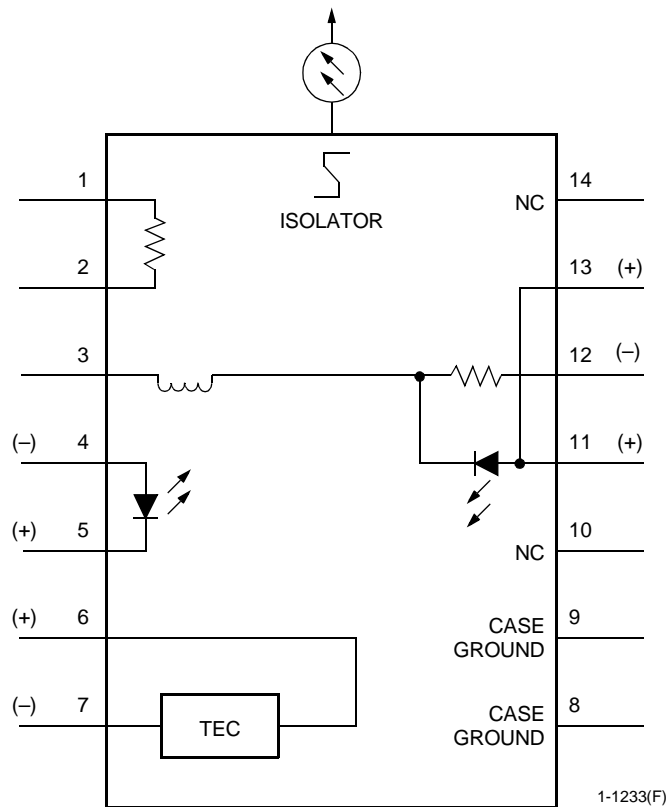 ISOLATOR
1
2
3
(–) 4
(+) 5
(+) 6
(–) 7
TEC
NC 14
13 (+)
12 (–)
11 (+)
NC 10
CASE
GROUND 9
CASE
GROUND 8
1-1233(F)